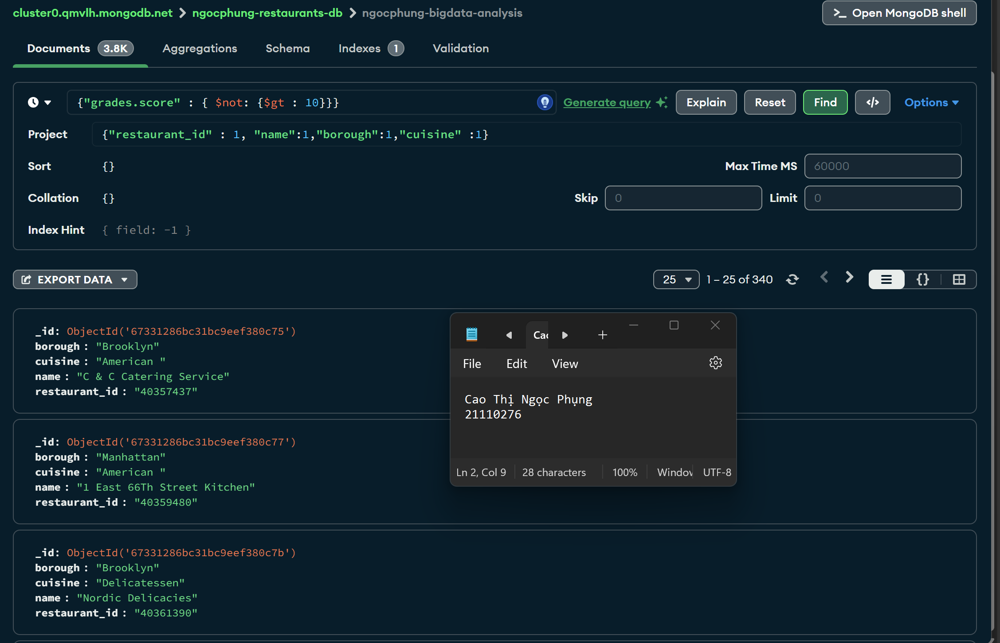 cluster0.qmvlh.mongodb.net > ngocphung-restaurants-db > ngocphung-bigdata-analysis
>_ Open MongoDB shell
Documents 3.8K Aggregations Schema Indexes 1 Validation
{"grades.score" : { $not: {$gt : 10}}}
Generate query Explain Reset Find </> Options
Project {"restaurant_id" : 1, "name":1,"borough":1,"cuisine" :1}
Sort {} Max Time MS 60000
Collation {} Skip 0 Limit 0
Index Hint { field: -1 }
EXPORT DATA 25 1 – 25 of 340 {}
_id: ObjectId('67331286bc31bc9eef380c75')
borough : "Brooklyn"
cuisine : "American "
name : "C & C Catering Service"
restaurant_id : "40357437"
_id: ObjectId('67331286bc31bc9eef380c77')
borough : "Manhattan"
cuisine : "American "
name : "1 East 66Th Street Kitchen"
restaurant_id : "40359480"
_id: ObjectId('67331286bc31bc9eef380c7b')
borough : "Brooklyn"
cuisine : "Delicatessen"
name : "Nordic Delicacies"
restaurant_id : "40361390"
File Edit View
Cao Thị Ngọc Phụng
21110276
Ln 2, Col 9 28 characters 100% UTF-8